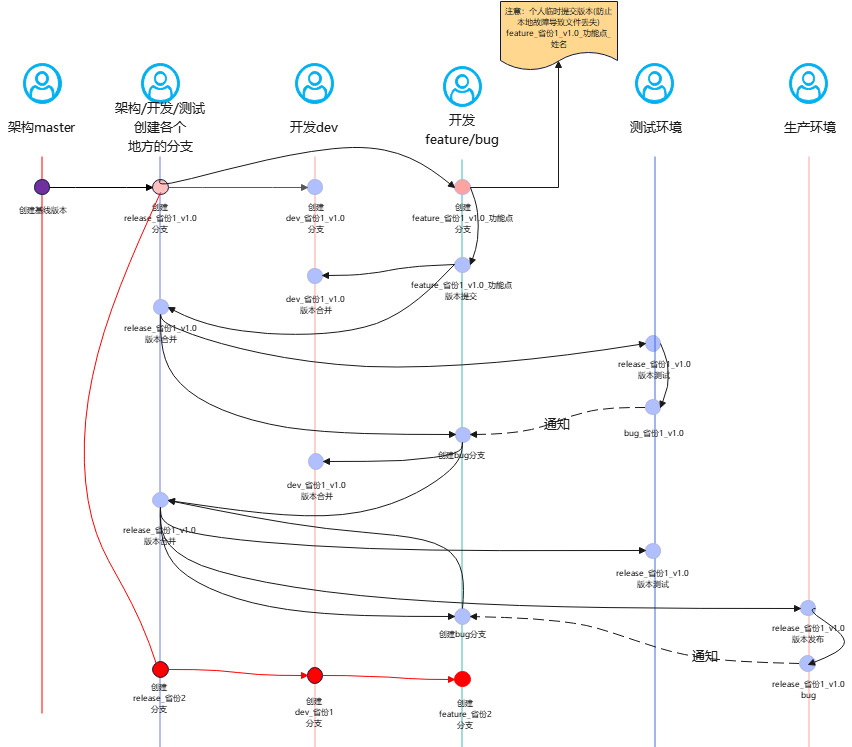 注意：个人临时提交版本(防止
本地故障导致文件丢失)
feature_省份1_v1.0_功能点_
姓名
架构master
架构/开发/测试
创建各个
地方的分支
开发dev
开发
feature/bug
测试环境
生产环境
创建基线版本
创建
release_省份1_v1.0
分支
创建
dev_省份1_v1.0
分支
创建
feature_省份1_v1.0_功能点
分支
dev_省份1_v1.0
版本合并
feature_省份1_v1.0_功能点
版本提交
release_省份1_v1.0
版本合并
release_省份1_v1.0
版本测试
通知
bug_省份1_v1.0
创建bug分支
dev_省份1_v1.0
版本合并
release_省份1_v1.0
版本合并
release_省份1_v1.0
版本测试
创建bug分支
release_省份1_v1.0
版本发布
通知
release_省份1_v1.0
bug
创建
release_省份2
分支
创建
dev_省份1
分支
创建
feature_省份2
分支